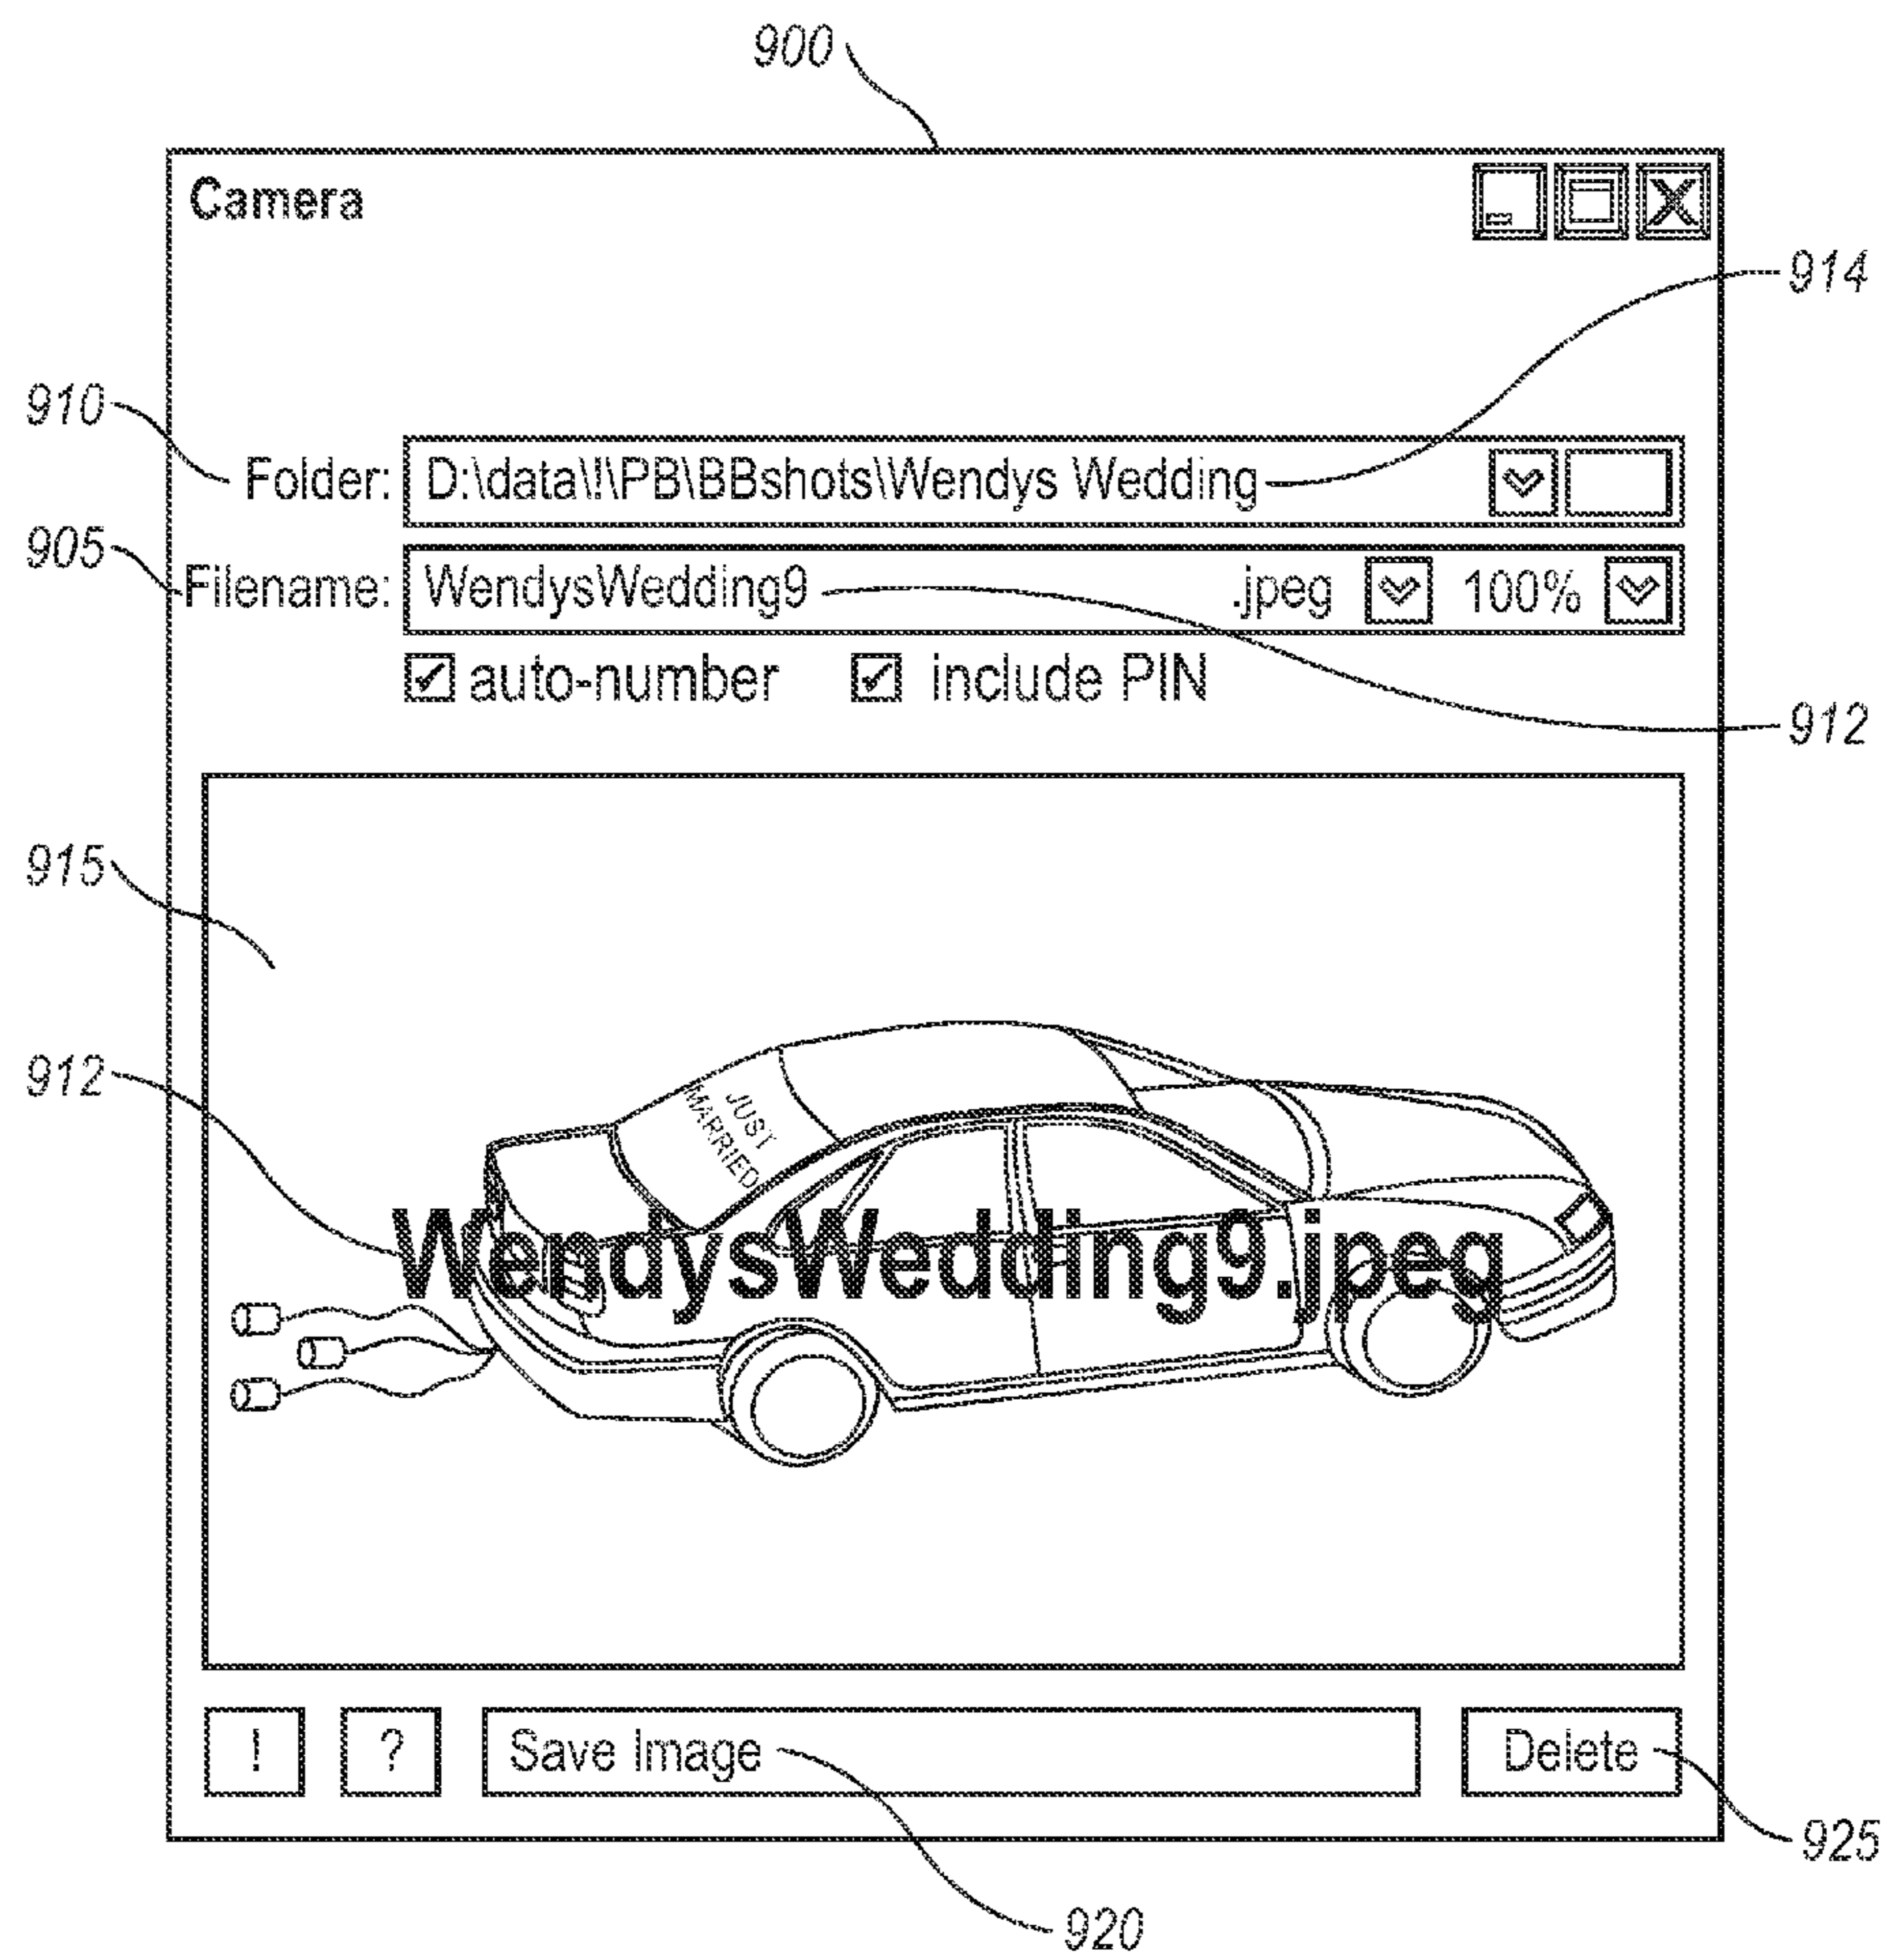 900
Camera
914
910
Folder: D:\data\!\PB\BBshots\Wendys Wedding
905
Filename: WendysWedding9 .jpeg 100%
auto-number include PIN
912
915
912
JUST
MARRIED
WendysWedding9.jpeg
! ? Save Image Delete
925
920